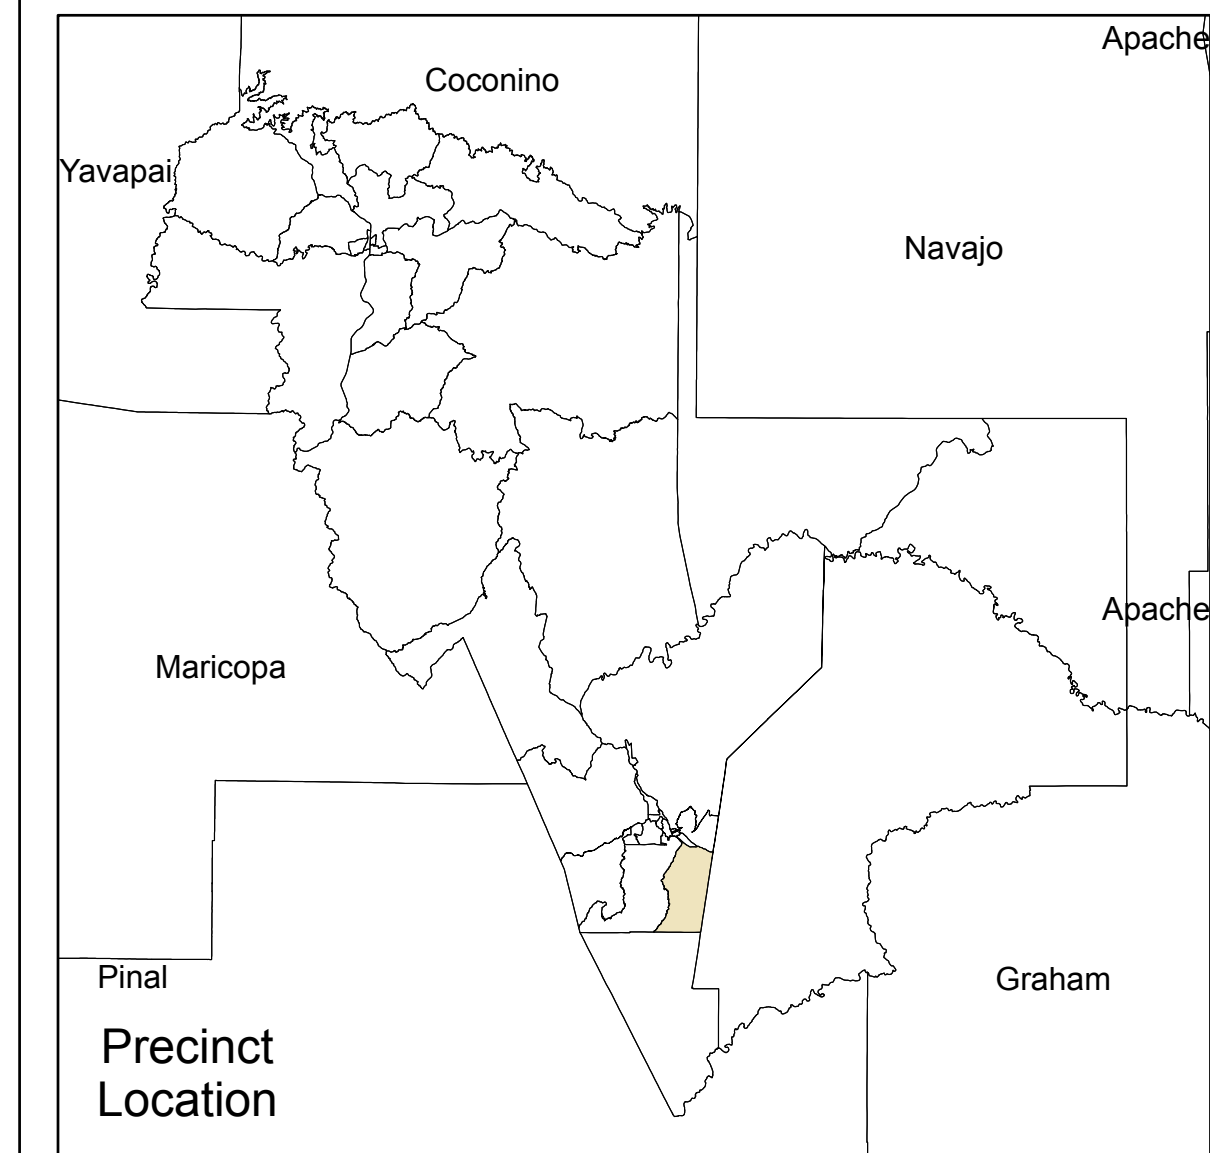 Apache
Coconino
Yavapai
Navajo
Apache
Maricopa
Pinal
Graham
Precinct
Location